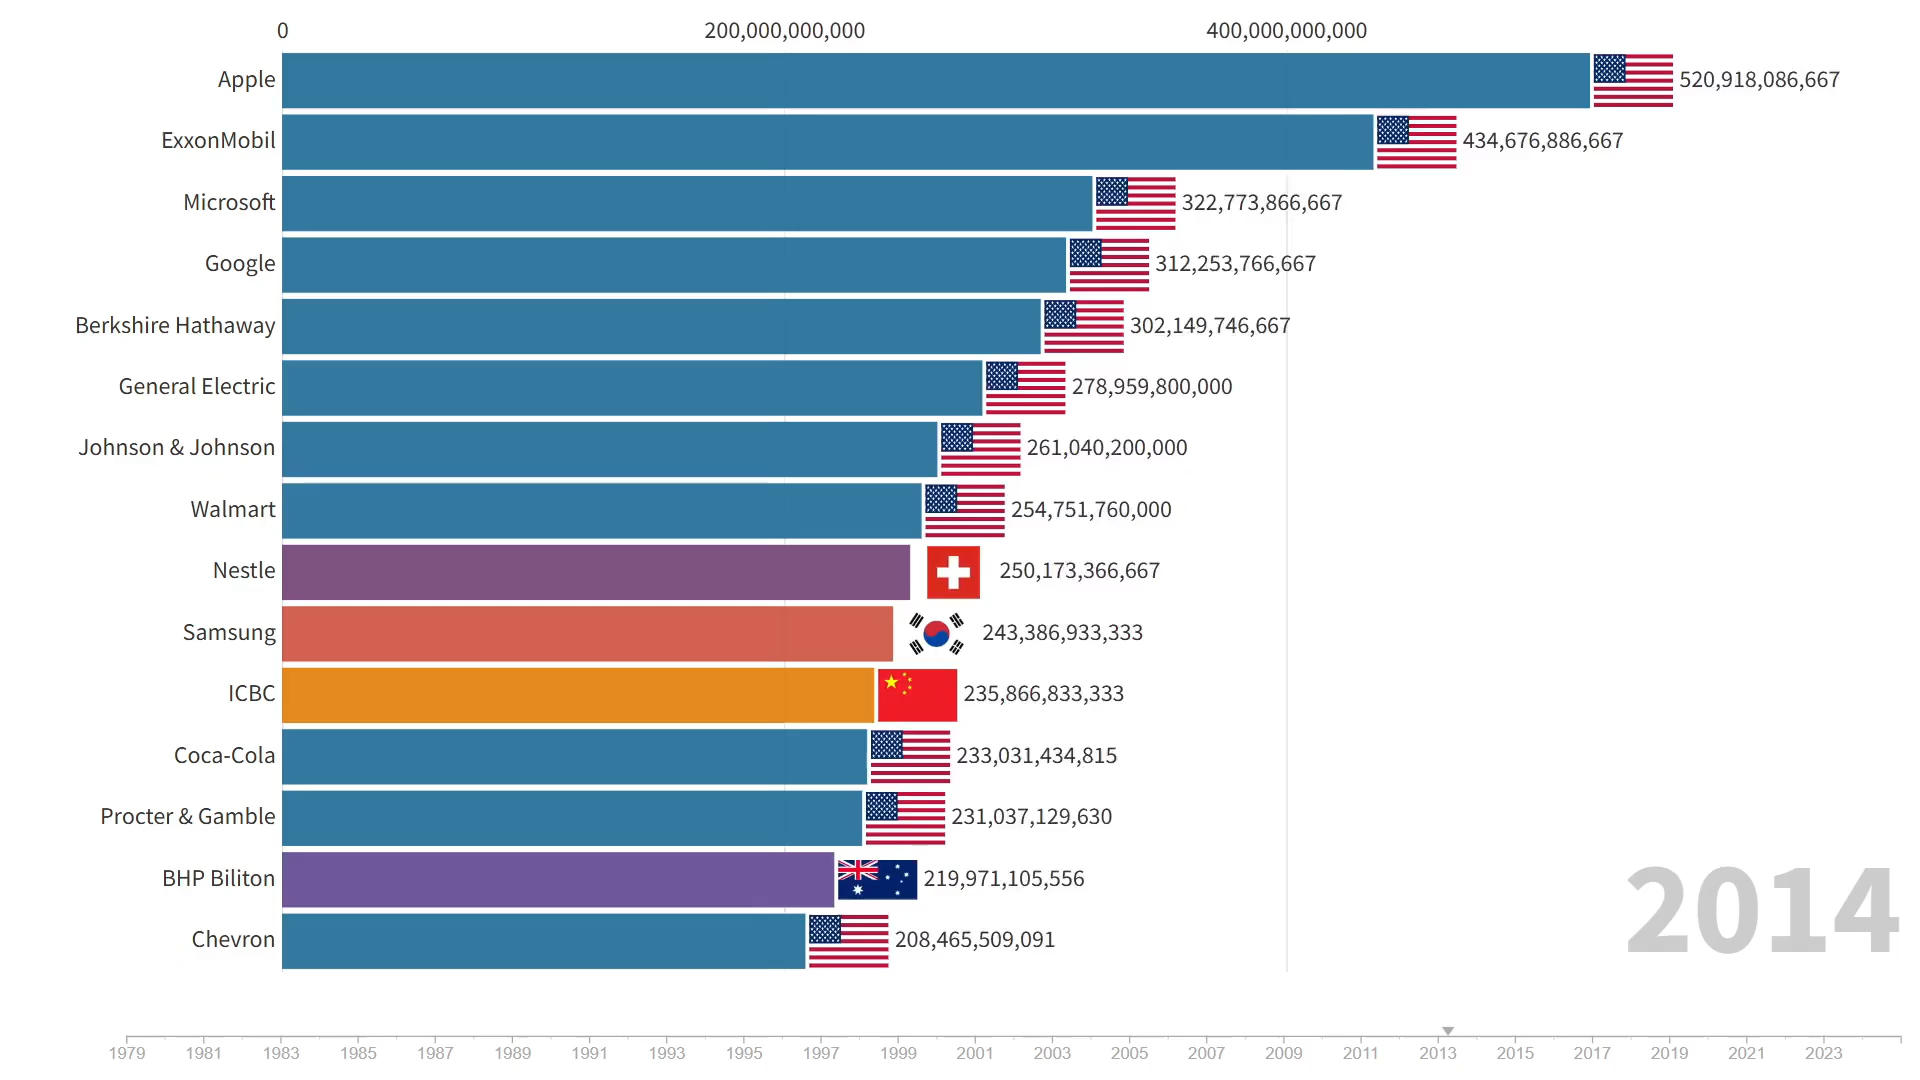 0 200,000,000,000 400,000,000,000
Apple 520,918,086,667
ExxonMobil 434,676,886,667
Microsoft 322,773,866,667
Google 312,253,766,667
Berkshire Hathaway 302,149,746,667
General Electric 278,959,800,000
Johnson & Johnson 261,040,200,000
Walmart 254,751,760,000
Nestle 250,173,366,667
Samsung 243,386,933,333
ICBC 235,866,833,333
Coca-Cola 233,031,434,815
Procter & Gamble 231,037,129,630
BHP Biliton 219,971,105,556
Chevron 208,465,509,091
2014
1979 1981 1983 1985 1987 1989 1991 1993 1995 1997 1999 2001 2003 2005 2007 2009 2011 2013 2015 2017 2019 2021 2023